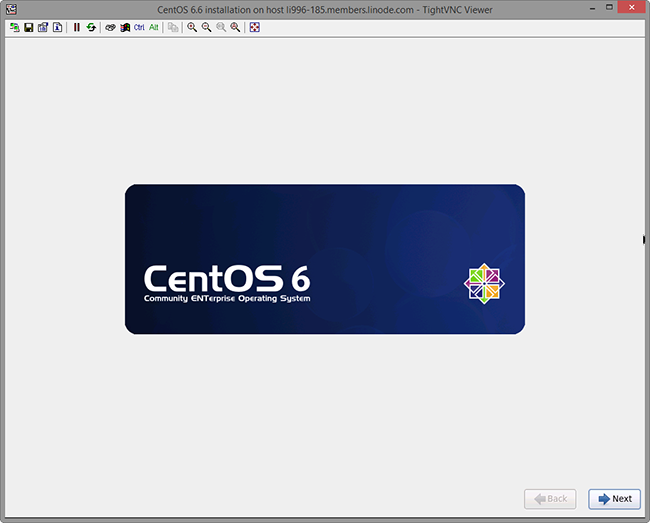 CentOS 6.6 installation on host li996-185.members.linode.com - TightVNC Viewer
Ctrl Alt
CentOS 6
Community ENTerprise Operating System
Back Next